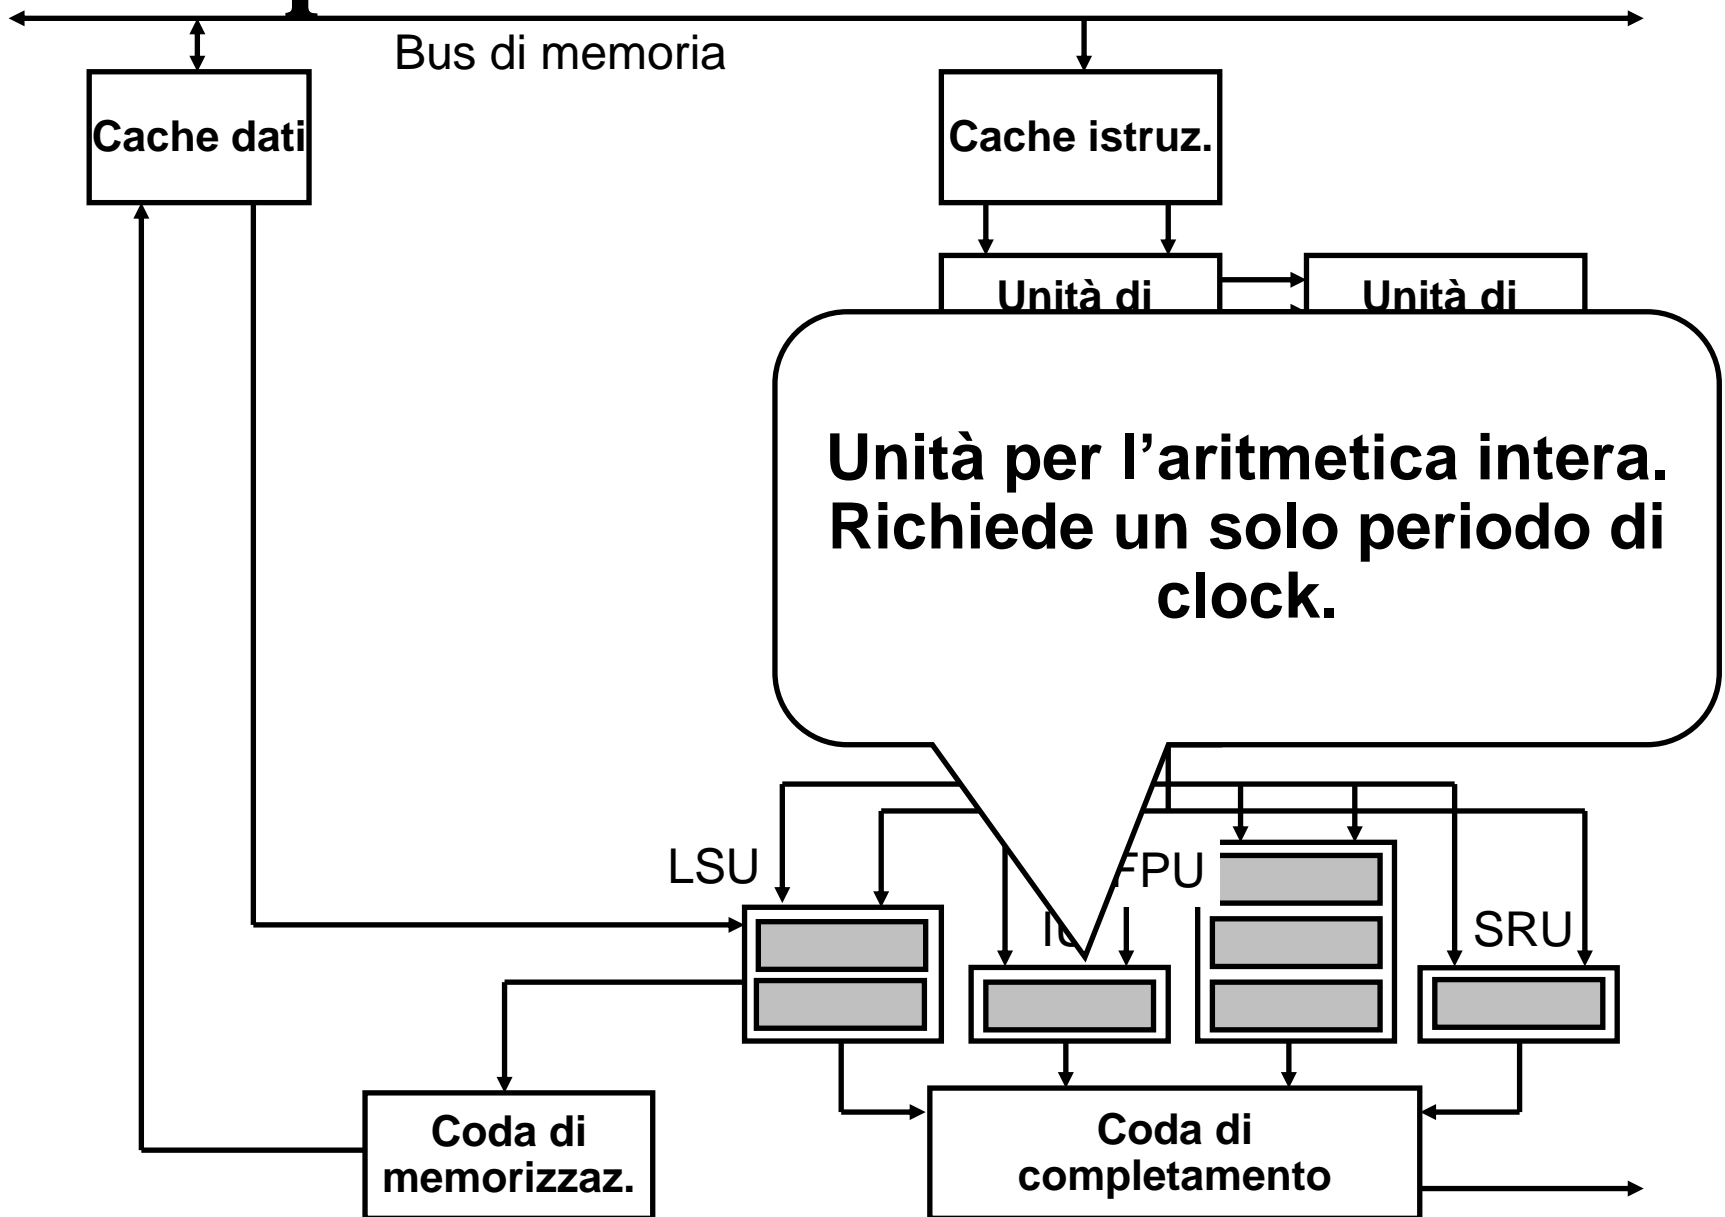 Bus di memoria
Cache dati
Cache istruz.
Unità di
Unità di
Unità per l’aritmetica intera.
Richiede un solo periodo di
clock.
LSU
FPU
SRU
Coda di
memorizzaz.
Coda di
completamento